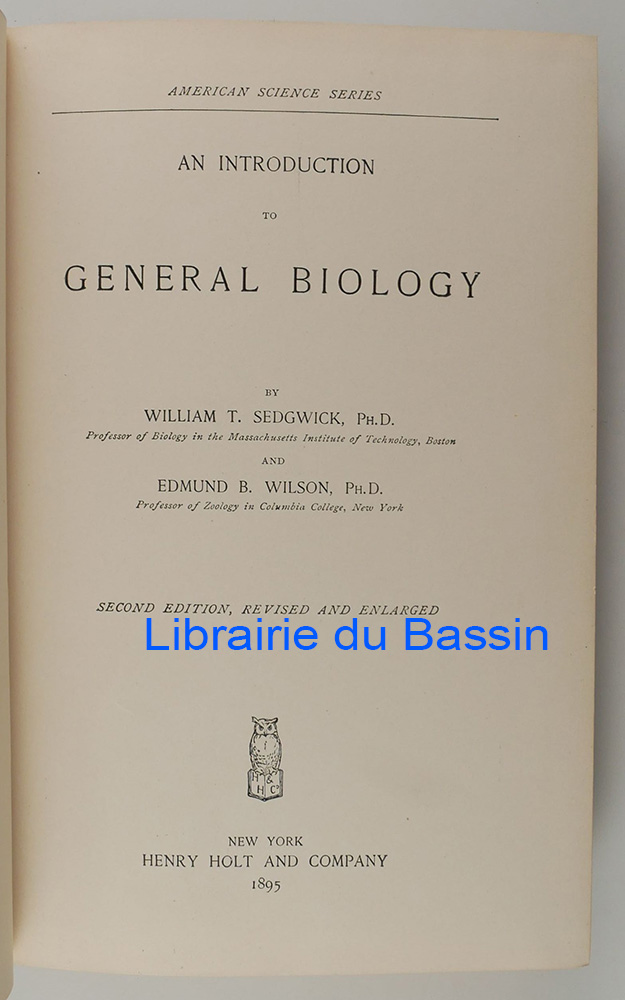 AMERICAN SCIENCE SERIES
AN INTRODUCTION
TO
GENERAL BIOLOGY
BY
WILLIAM T. SEDGWICK, PH.D.
Professor of Biology in the Massachusetts Institute of Technology, Boston
AND
EDMUND B. WILSON, PH.D.
Professor of Zoology in Columbia College, New York
SECOND EDITION, REVISED AND ENLARGED
Librairie du Bassin
H &
H Co
NEW YORK
HENRY HOLT AND COMPANY
1895